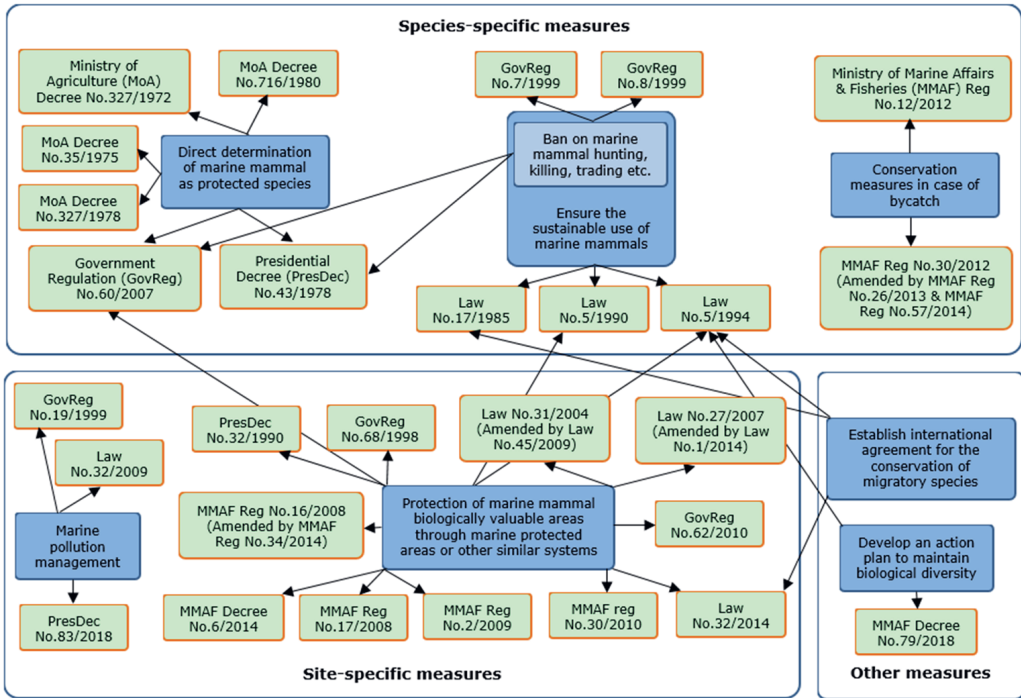 Species-specific measures
Ministry of
Agriculture (MoA)
Decree No.327/1972
MoA Decree
No.716/1980
GovReg
No.7/1999
GovReg
No.8/1999
Ministry of Marine Affairs
& Fisheries (MMAF) Reg
No.12/2012
MoA Decree
No.35/1975
Direct determination
of marine mammal
as protected species
Ban on marine
mammal hunting,
killing, trading etc.
Conservation
measures in case of
bycatch
MoA Decree
No.327/1978
Ensure the
sustainable use of
marine mammals
Government
Regulation (GovReg)
No.60/2007
Presidential
Decree (PresDec)
No.43/1978
MMAF Reg No.30/2012
(Amended by MMAF Reg
No.26/2013 & MMAF
Reg No.57/2014)
Law
No.17/1985
Law
No.5/1990
Law
No.5/1994
GovReg
No.19/1999
PresDec
No.32/1990
GovReg
No.68/1998
Law No.31/2004
(Amended by Law
No.45/2009)
Law No.27/2007
(Amended by Law
No.1/2014)
Establish international
agreement for the
conservation of
migratory species
Law
No.32/2009
MMAF Reg No.16/2008
(Amended by MMAF
Reg No.34/2014)
Protection of marine mammal
biologically valuable areas
through marine protected
areas or other similar systems
GovReg
No.62/2010
Marine
pollution
management
Develop an action
plan to maintain
biological diversity
PresDec
No.83/2018
MMAF Decree
No.6/2014
MMAF Reg
No.17/2008
MMAF Reg
No.2/2009
MMAF reg
No.30/2010
Law
No.32/2014
MMAF Decree
No.79/2018
Site-specific measures
Other measures